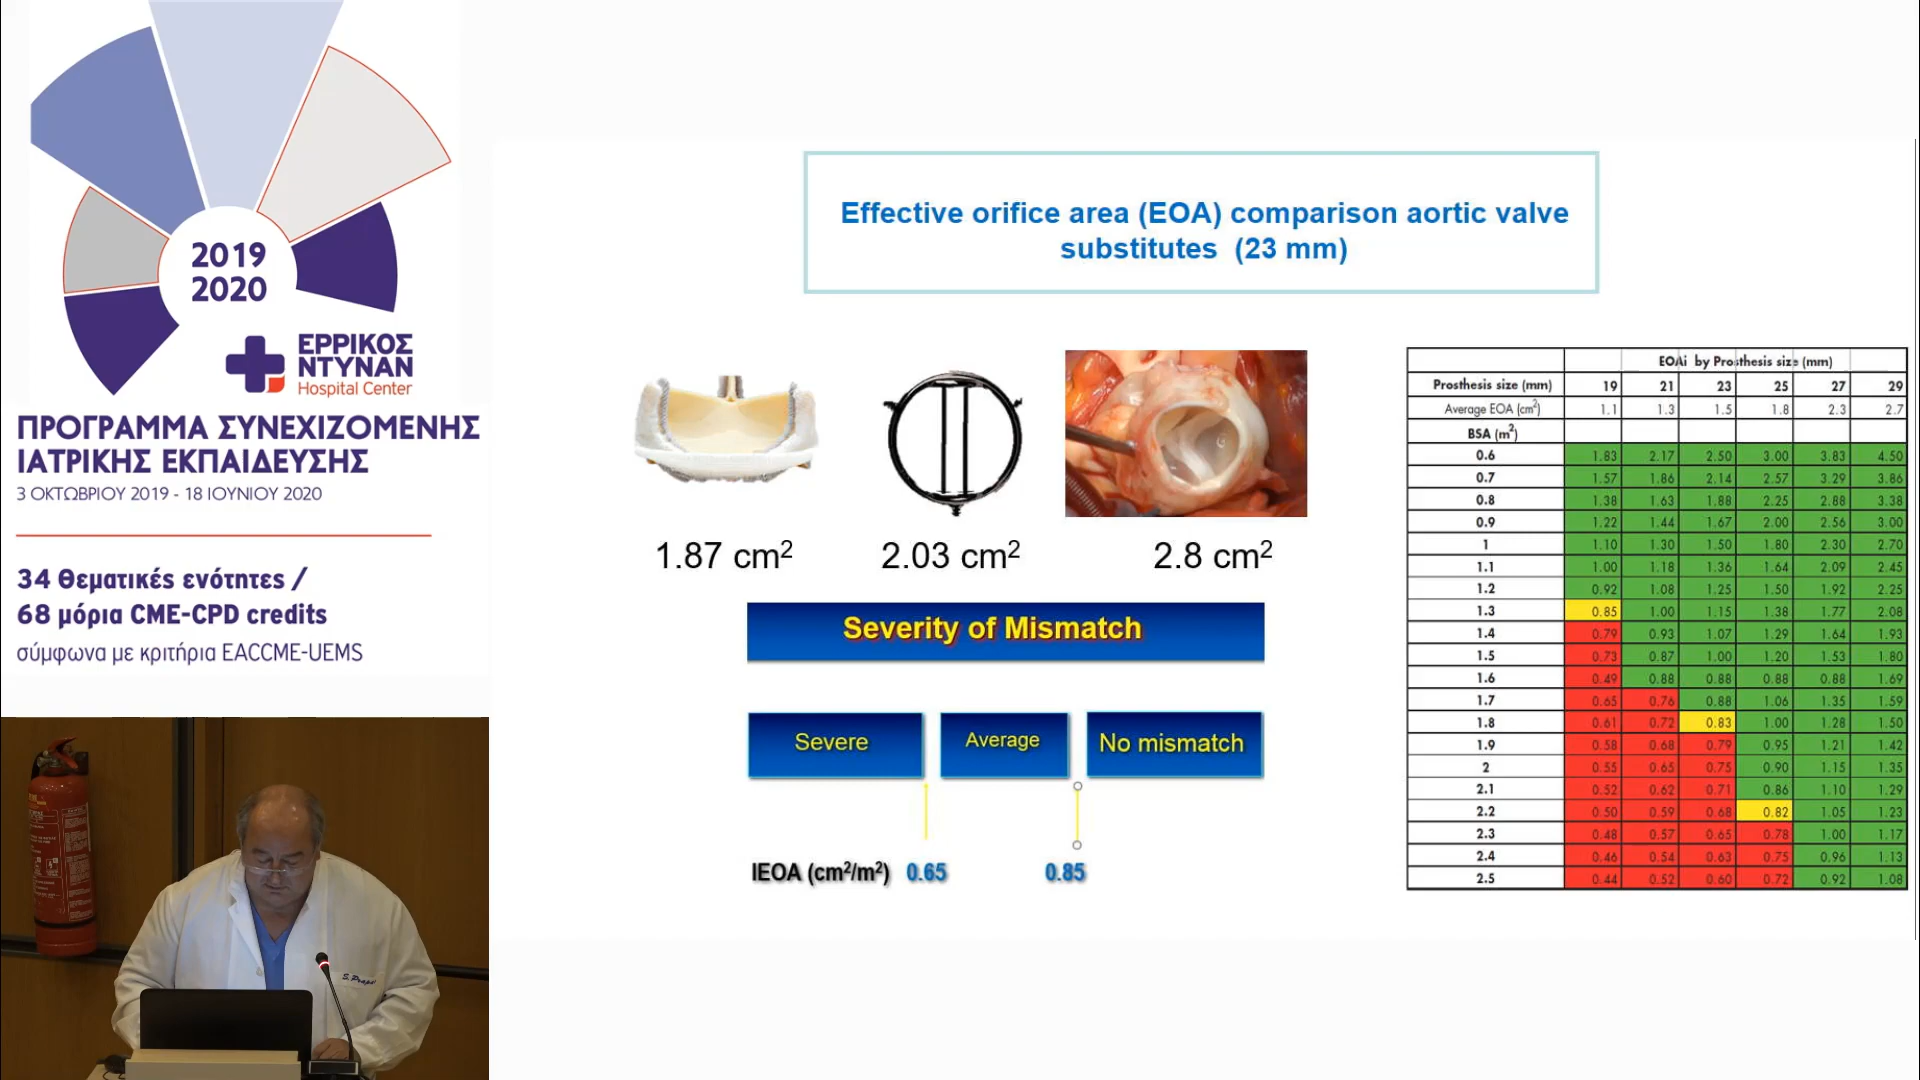 2019
2020
ΕΡΡΙΚΟΣ
ΝΤΥΝΑΝ
Hospital Center
ΠΡΟΓΡΑΜΜΑ ΣΥΝΕΧΙΖΟΜΕΝΗΣ
ΙΑΤΡΙΚΗΣ ΕΚΠΑΙΔΕΥΣΗΣ
3 ΟΚΤΩΒΡΙΟΥ 2019 - 18 ΙΟΥΝΙΟΥ 2020
34 θεματικές ενότητες /
68 μόρια CME-CPD credits
σύμφωνα με κριτήρια EACCME-UEMS
Effective orifice area (EOA) comparison aortic valve
substitutes (23 mm)
1.87 cm² 2.03 cm² 2.8 cm²
Severity of Mismatch
Severe Average No mismatch
IEOA (cm²/m²) 0.65 0.85
EOAi by Prosthesis size (mm)
Prosthesis size (mm) 19 21 23 25 27 29
Average EOA (cm²) 1.1 1.3 1.5 1.8 2.3 2.7
BSA (m²)
0.6 1.83 2.17 2.50 3.00 3.83 4.50
0.7 1.57 1.86 2.14 2.57 3.29 3.86
0.8 1.38 1.63 1.88 2.25 2.88 3.38
0.9 1.22 1.44 1.67 2.00 2.56 3.00
1 1.10 1.30 1.50 1.80 2.30 2.70
1.1 1.00 1.18 1.36 1.64 2.09 2.45
1.2 0.92 1.08 1.25 1.50 1.92 2.25
1.3 0.85 1.00 1.15 1.38 1.77 2.08
1.4 0.79 0.93 1.07 1.29 1.64 1.93
1.5 0.73 0.87 1.00 1.20 1.53 1.80
1.6 0.49 0.88 0.88 0.88 0.88 1.69
1.7 0.65 0.76 0.88 1.06 1.35 1.59
1.8 0.61 0.72 0.83 1.00 1.28 1.50
1.9 0.58 0.68 0.79 0.95 1.21 1.42
2 0.55 0.65 0.75 0.90 1.15 1.35
2.1 0.52 0.62 0.71 0.86 1.10 1.29
2.2 0.50 0.59 0.68 0.82 1.05 1.23
2.3 0.48 0.57 0.65 0.78 1.00 1.17
2.4 0.46 0.54 0.63 0.75 0.96 1.13
2.5 0.44 0.52 0.60 0.72 0.92 1.08